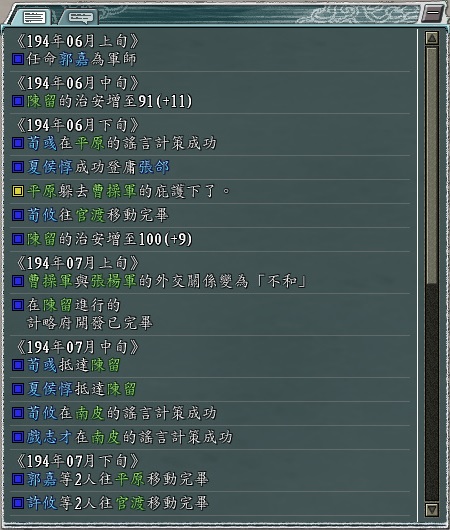 《194年06月上旬》
任命郭嘉為軍師
《194年06月中旬》
陳留的治安增至91(+11)
《194年06月下旬》
荀彧在平原的謠言計策成功
夏侯惇成功登庸張郃
平原躲去曹操軍的庇護下了。
荀攸往官渡移動完畢
陳留的治安增至100(+9)
《194年07月上旬》
曹操軍與張楊軍的外交關係變為「不和」
在陳留進行的
計略府開發已完畢
《194年07月中旬》
荀彧抵達陳留
夏侯惇抵達陳留
荀攸在南皮的謠言計策成功
戲志才在南皮的謠言計策成功
《194年07月下旬》
郭嘉等2人往平原移動完畢
許攸等2人往官渡移動完畢